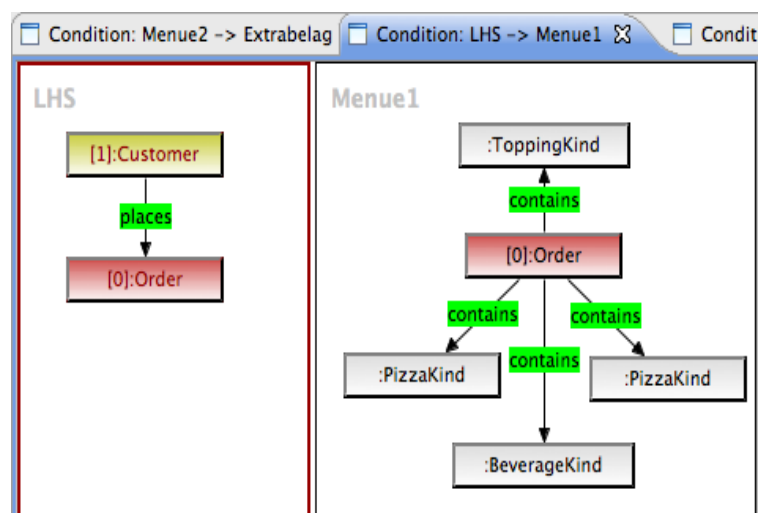 Condition: Menue2 -> Extrabelag
Condition: LHS -> Menue1
Condit
LHS
[1]:Customer
places
[0]:Order
Menue1
:ToppingKind
contains
[0]:Order
contains
contains
contains
:PizzaKind
:PizzaKind
:BeverageKind